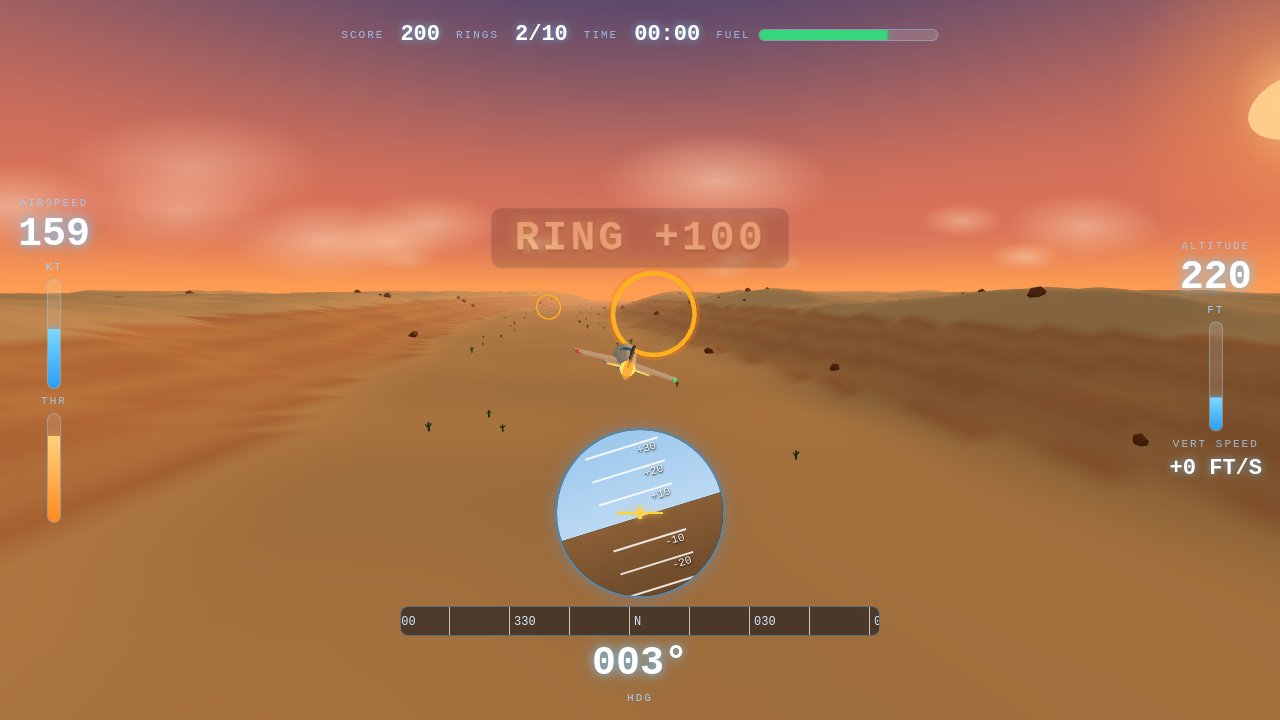 SCORE 200 RINGS 2/10 TIME 00:00 FUEL
AIRSPEED
159
KT
THR
RING +100
ALTITUDE
220
FT
VERT SPEED
+0 FT/S
+30
+20
+10
-10
-20
00 330 N 030 0
003°
HDG